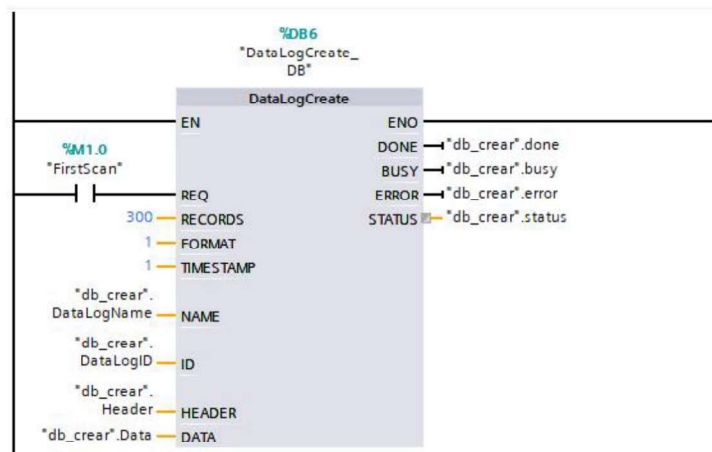 %DB6
"DataLogCreate_
DB"
DataLogCreate
EN
ENO
%M1.0
"FirstScan"
DONE
"db_crear".done
BUSY
"db_crear".busy
REQ
ERROR
"db_crear".error
300
RECORDS
STATUS
"db_crear".status
1
FORMAT
1
TIMESTAMP
"db_crear".
DataLogName
NAME
"db_crear".
DataLogID
ID
"db_crear".
Header
HEADER
"db_crear".Data
DATA